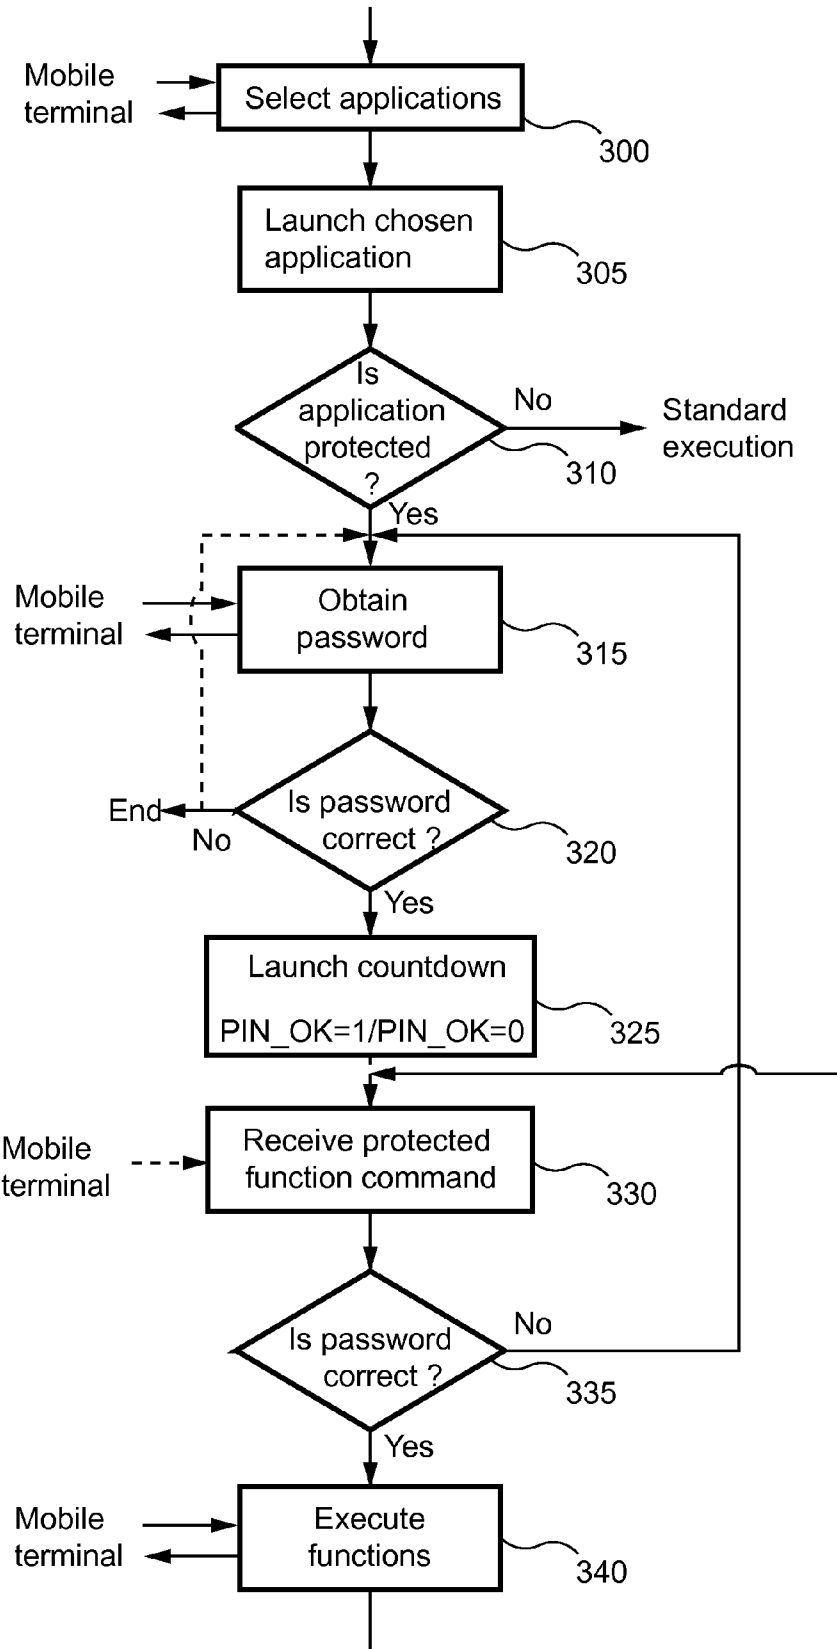 Mobile
terminal
Select applications
300
Launch chosen
application
305
Is
application
protected
?
No
Standard
execution
310
Yes
Mobile
terminal
Obtain
password
315
End
No
Is password
correct ?
320
Yes
Launch countdown
PIN_OK=1/PIN_OK=0
325
Mobile
terminal
Receive protected
function command
330
Is password
correct ?
No
335
Yes
Mobile
terminal
Execute
functions
340